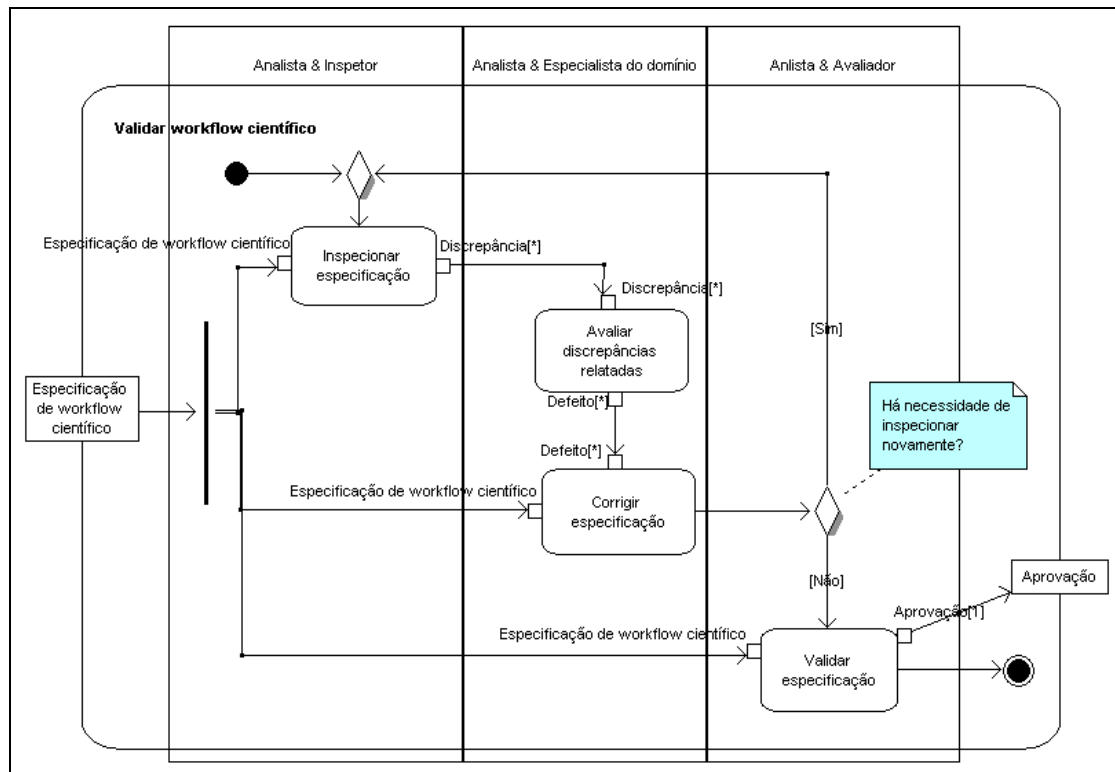 Analista & Inspetor
Analista & Especialista do domínio
Anlista & Avaliador
Validar workflow científico
Especificação de workflow científico
Inspecionar
especificação
Discrepância[*]
Discrepância[*]
Avaliar
discrepâncias
relatadas
[Sim]
Especificação
de workflow
científico
Defeito[*]
Há necessidade de
inspecionar
novamente?
Defeito[*]
Especificação de workflow científico
Corrigir
especificação
[Não]
Aprovação
Aprovação[1]
Especificação de workflow científico
Validar
especificação